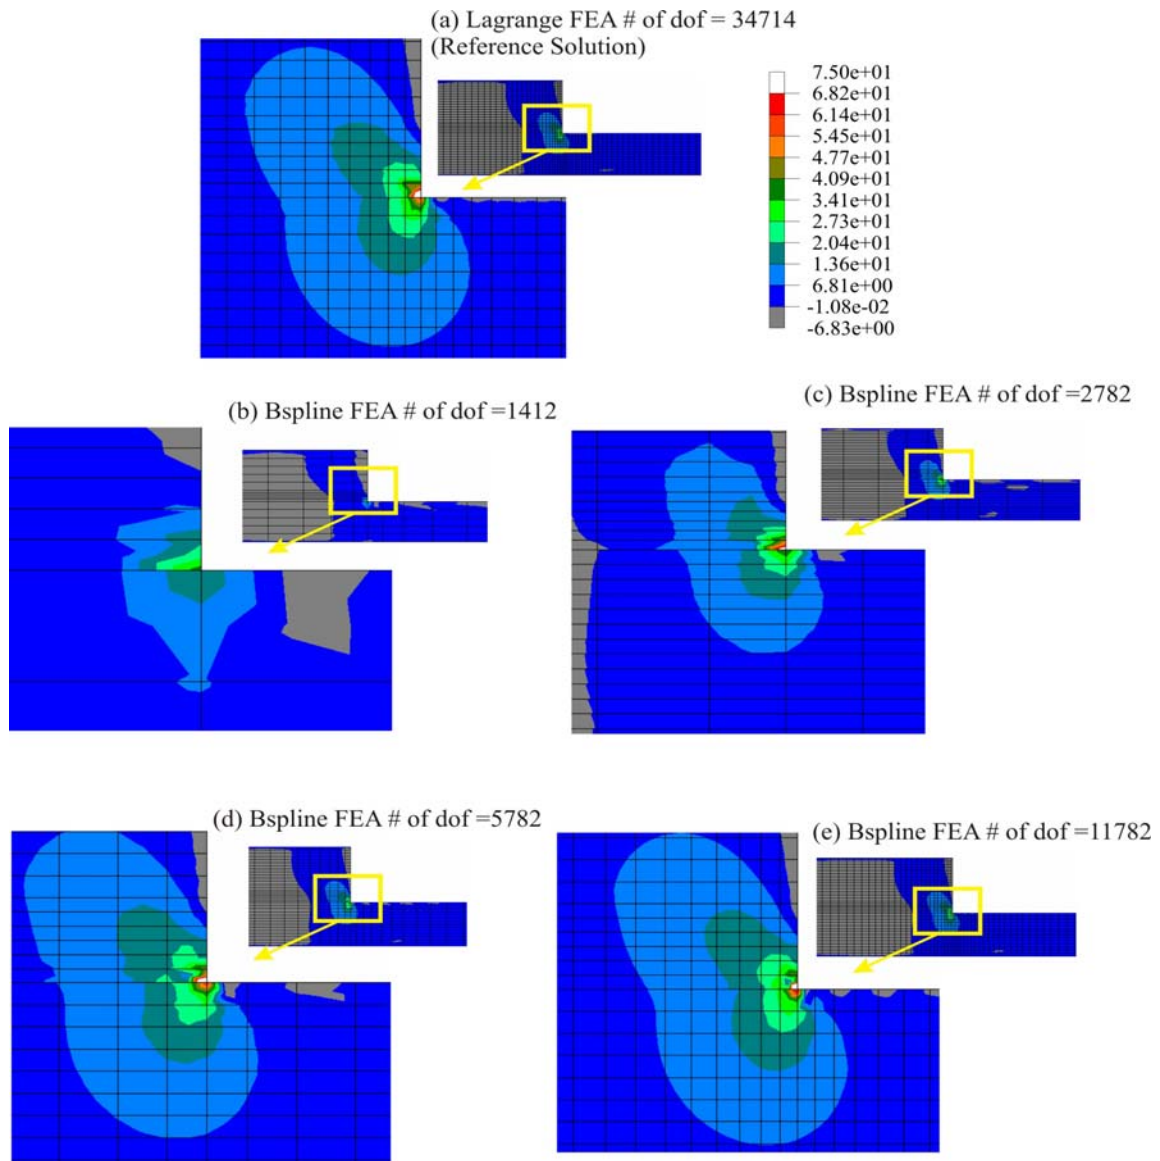 (a) Lagrange FEA # of dof = 34714
(Reference Solution)
7.50e+01
6.82e+01
6.14e+01
5.45e+01
4.77e+01
4.09e+01
3.41e+01
2.73e+01
2.04e+01
1.36e+01
6.81e+00
-1.08e-02
-6.83e+00
(b) Bspline FEA # of dof =1412
(c) Bspline FEA # of dof =2782
(d) Bspline FEA # of dof =5782
(e) Bspline FEA # of dof =11782